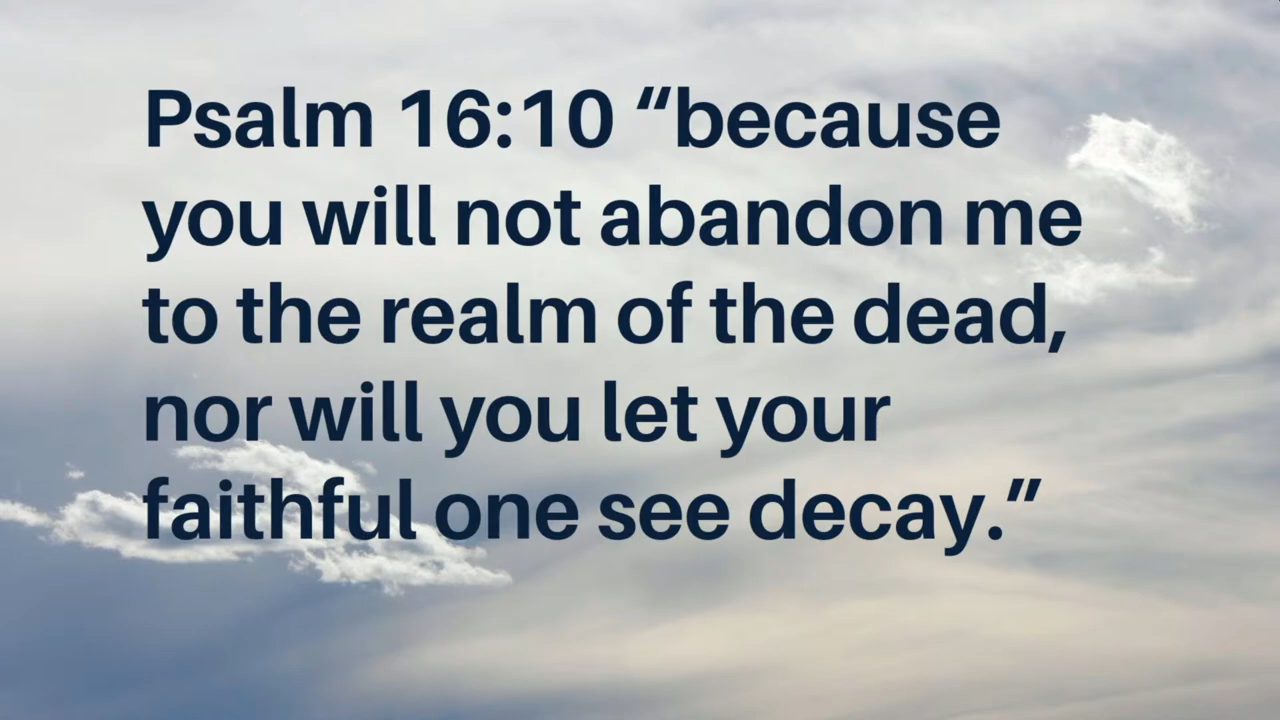 Psalm 16:10 “because
you will not abandon me
to the realm of the dead,
nor will you let your
faithful one see decay.”